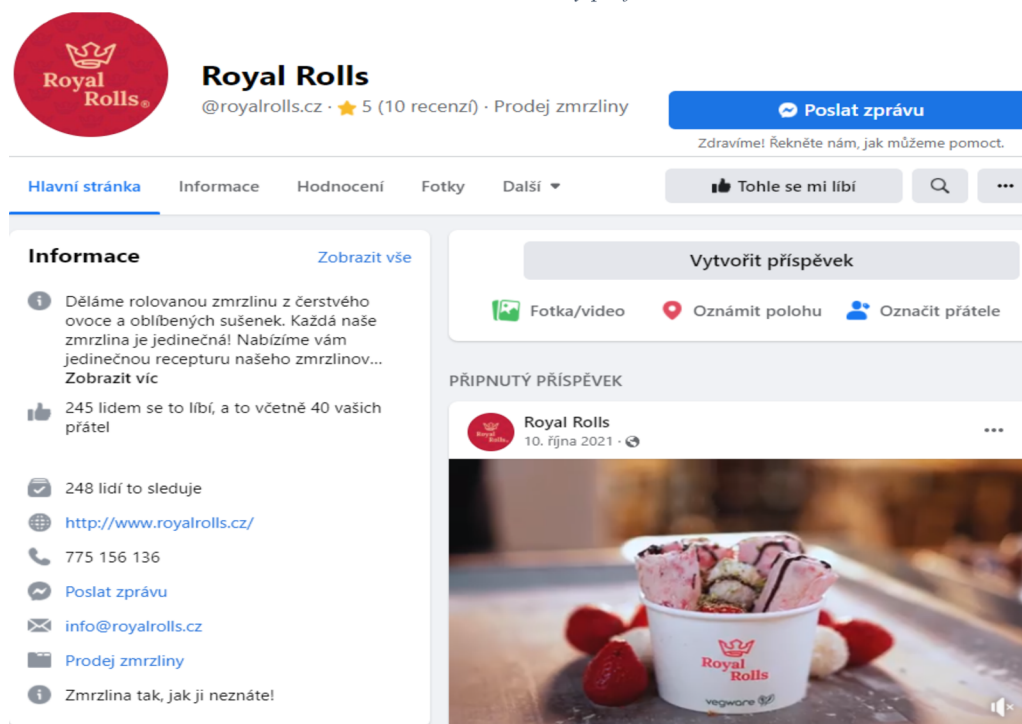 Royal
Rolls®
Royal Rolls
@royalrolls.cz · 5 (10 recenzí) · Prodej zmrzliny
Poslat zprávu
Zdravíme! Řekněte nám, jak můžeme pomoct.
Hlavní stránka
Informace
Hodnocení
Fotky
Další
Tohle se mi líbí
Informace
Zobrazit vše
Děláme rolovanou zmrzlinu z čerstvého
ovoce a oblíbených sušenek. Každá naše
zmrzlina je jedinečná! Nabízíme vám
jedinečnou recepturu našeho zmrzlinov...
Zobrazit víc
245 lidem se to líbí, a to včetně 40 vašich
přátel
248 lidí to sleduje
http://www.royalrolls.cz/
775 156 136
Poslat zprávu
info@royalrolls.cz
Prodej zmrzliny
Zmrzlina tak, jak ji neznáte!
Vytvořit příspěvek
Fotka/video
Oznámit polohu
Označit přátele
PŘIPNUTÝ PŘÍSPĚVEK
Royal
Rolls.
Royal Rolls
10. října 2021 ·
Royal
Rolls
vegware